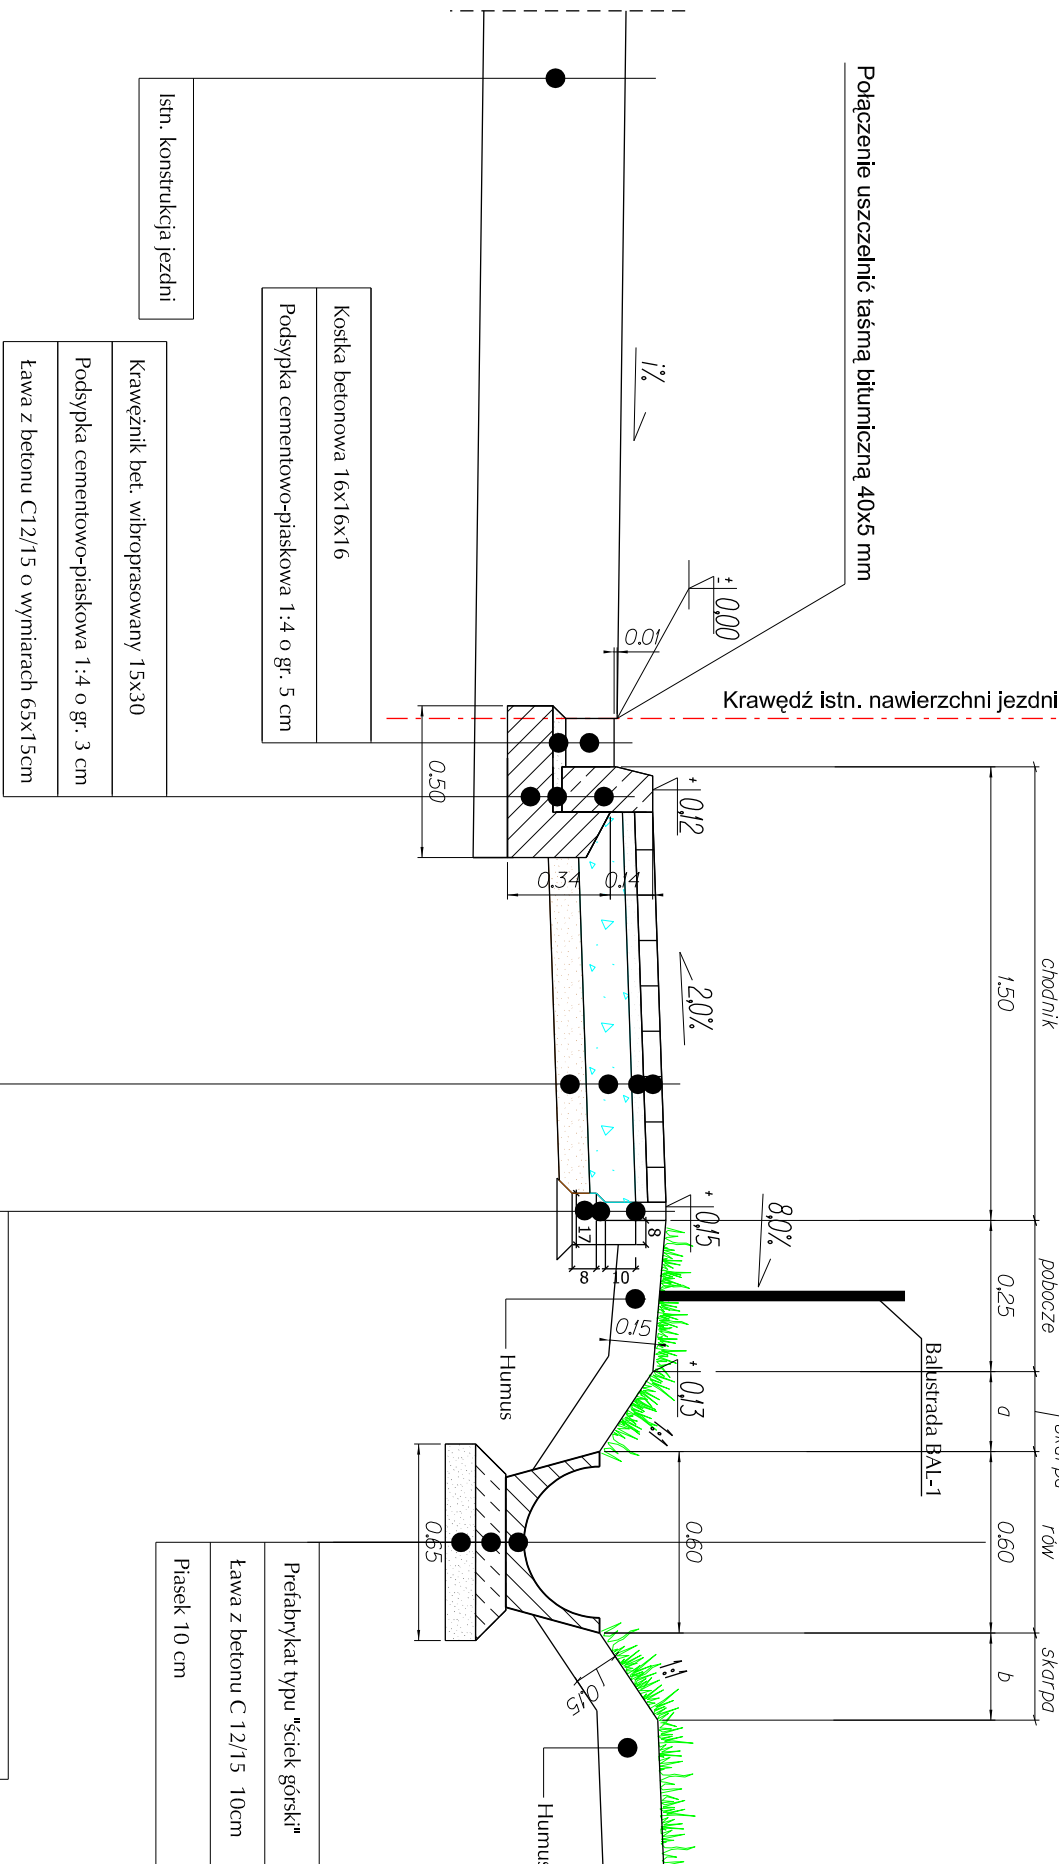 Połączenie uszczelnić taśmą bitumiczną 40x5 mm
Krawędź istn. nawierzchni jezdni
i%
± 0,00
0.01
+ 0,12
2,0%
+ 0,15
8,0%
+ 0,13
1:1
1:1
chodnik
pobocze
skarpa
rów
skarpa
1.50
0,25
a
0.60
b
0.60
Balustrada BAL-1
0.50
0.34
0.14
17
8
8
10
0.15
0.15
0.65
Humus
Humus
Istn. konstrukcja jezdni
Kostka betonowa 16x16x16
Podsypka cementowo-piaskowa 1:4 o gr. 5 cm
Krawężnik bet. wibroprasowany 15x30
Podsypka cementowo-piaskowa 1:4 o gr. 3 cm
Ława z betonu C12/15 o wymiarach 65x15cm
Prefabrykat typu "ściek górski"
Ława z betonu C 12/15 10cm
Piasek 10 cm